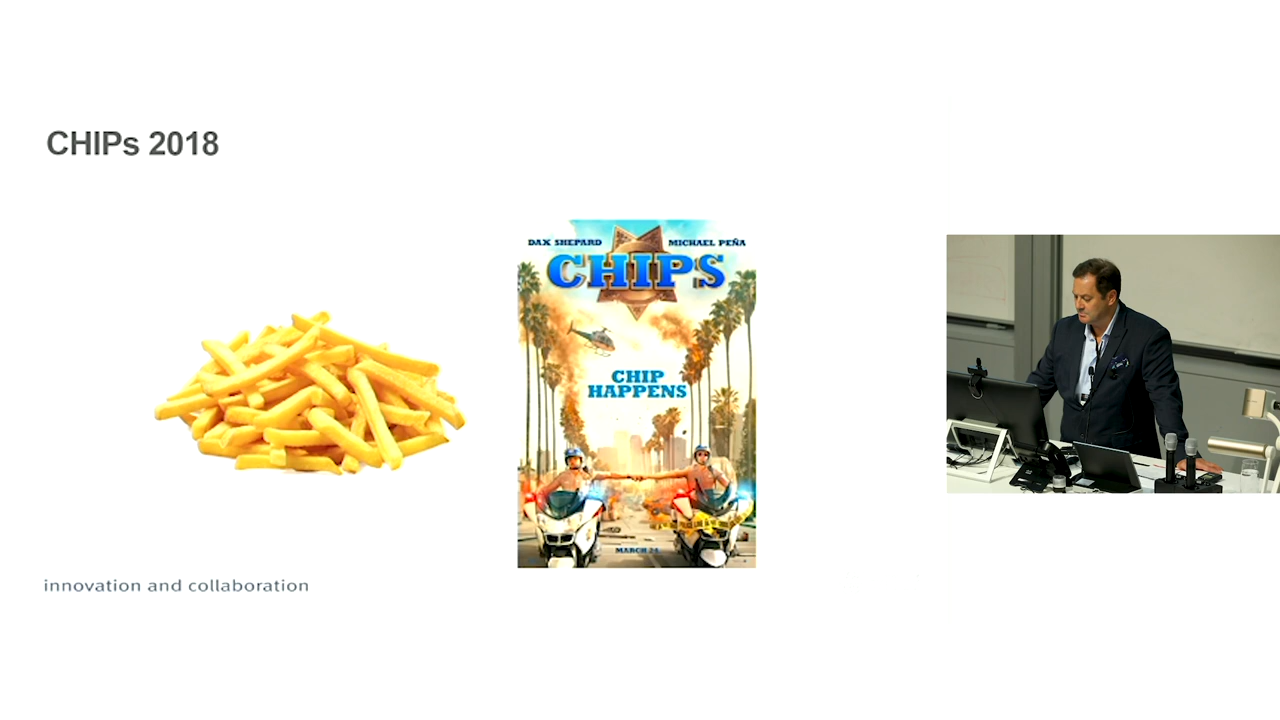 CHIPs 2018
DAX SHEPARD MICHAEL PEÑA
CHIPS
CHIP
HAPPENS
MARCH 24
innovation and collaboration